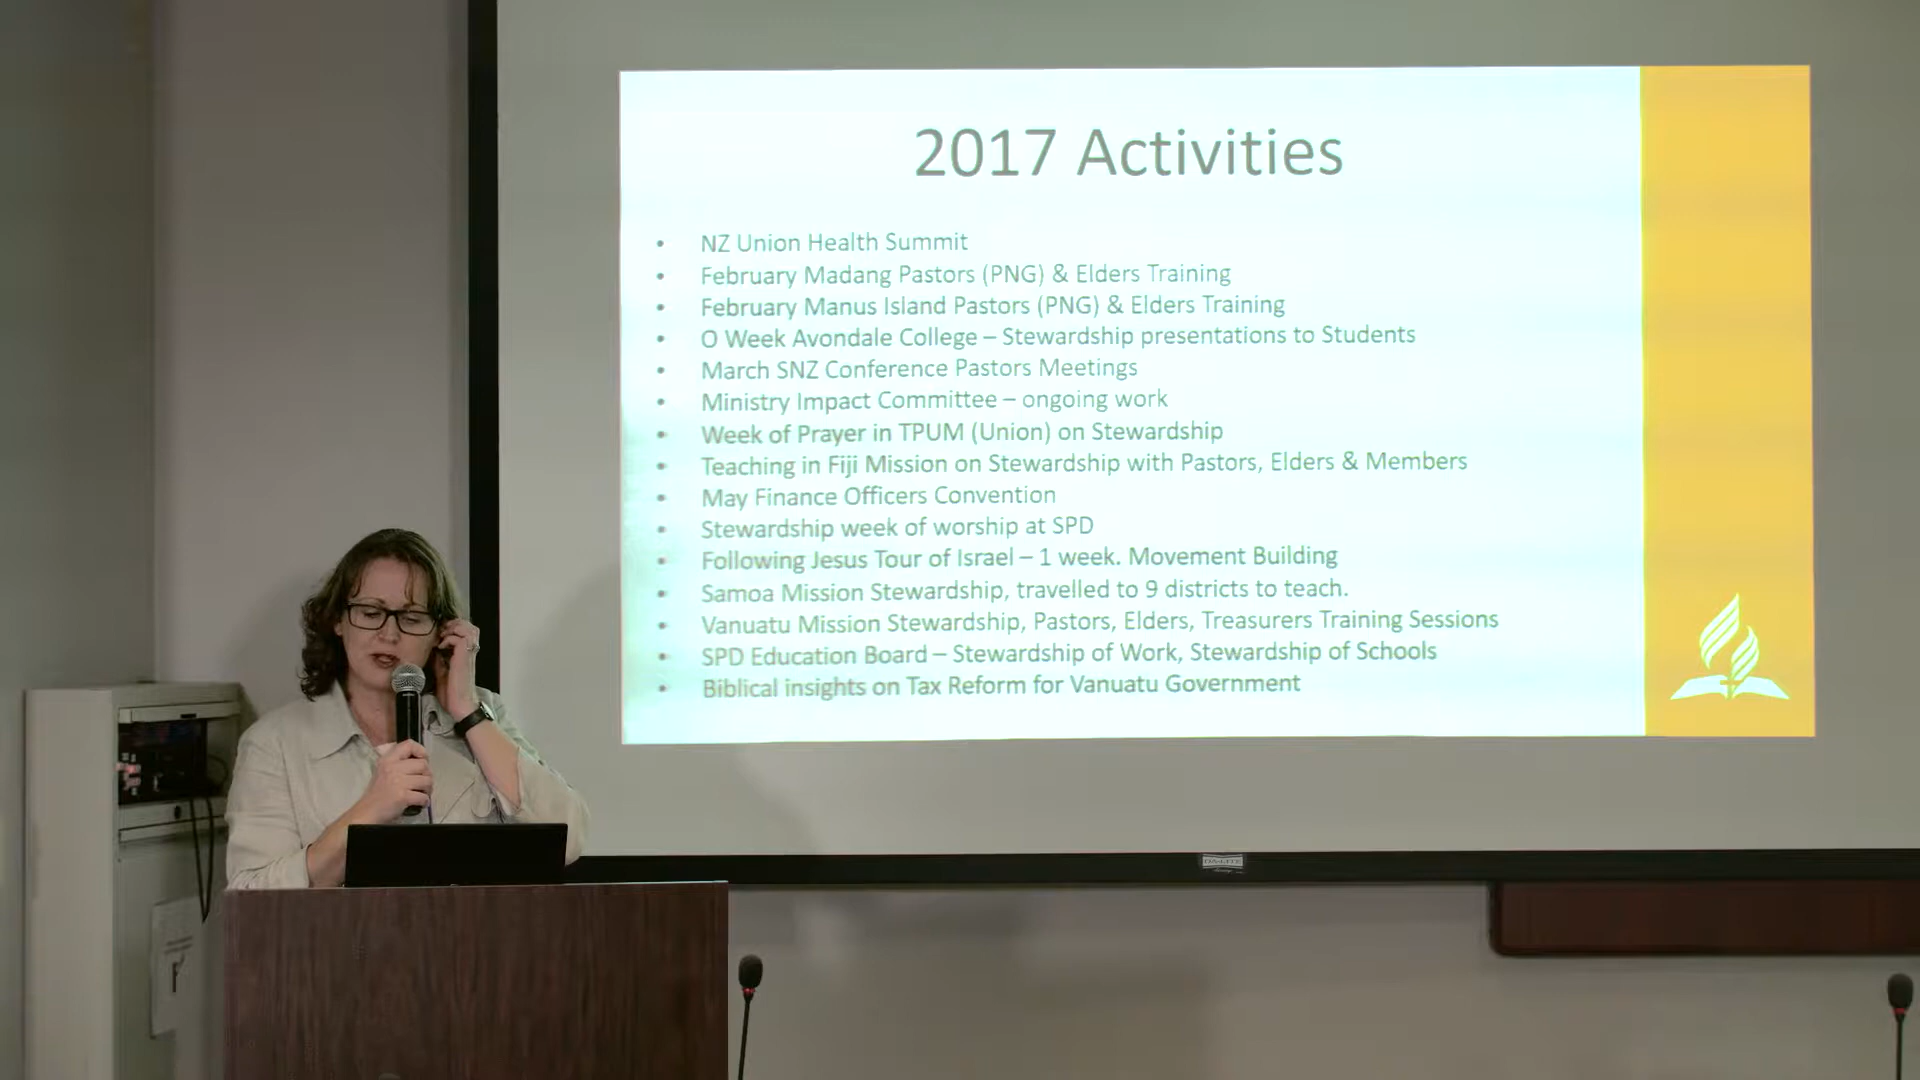 2017 Activities
• NZ Union Health Summit
• February Madang Pastors (PNG) & Elders Training
• February Manus Island Pastors (PNG) & Elders Training
• O Week Avondale College – Stewardship presentations to Students
• March SNZ Conference Pastors Meetings
• Ministry Impact Committee – ongoing work
• Week of Prayer in TPUM (Union) on Stewardship
• Teaching in Fiji Mission on Stewardship with Pastors, Elders & Members
• May Finance Officers Convention
• Stewardship week of worship at SPD
• Following Jesus Tour of Israel – 1 week. Movement Building
• Samoa Mission Stewardship, travelled to 9 districts to teach.
• Vanuatu Mission Stewardship, Pastors, Elders, Treasurers Training Sessions
• SPD Education Board – Stewardship of Work, Stewardship of Schools
• Biblical insights on Tax Reform for Vanuatu Government
DA-LITE